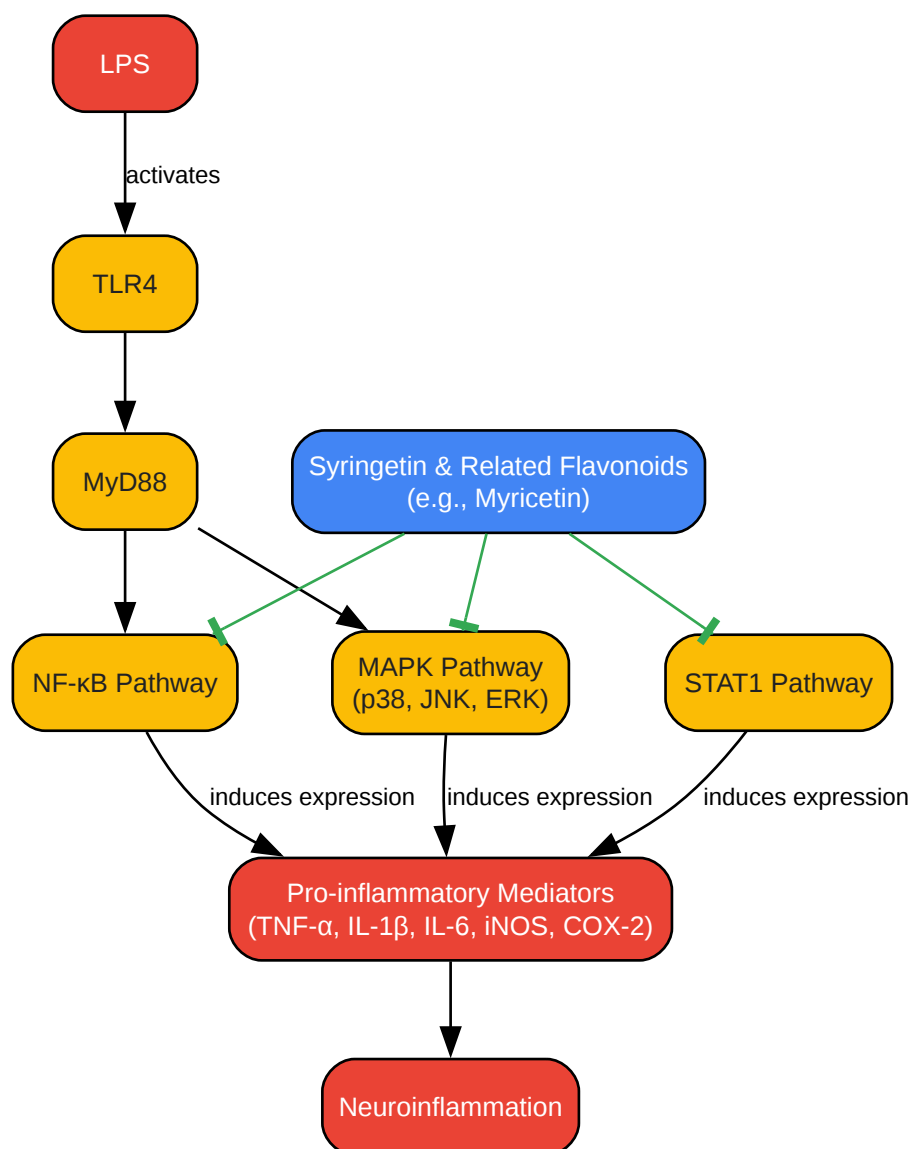 LPS
activates
TLR4
MyD88
Syringetin & Related Flavonoids
(e.g., Myricetin)
NF-κB Pathway
MAPK Pathway
(p38, JNK, ERK)
STAT1 Pathway
induces expression
induces expression
induces expression
Pro-inflammatory Mediators
(TNF-α, IL-1β, IL-6, iNOS, COX-2)
Neuroinflammation